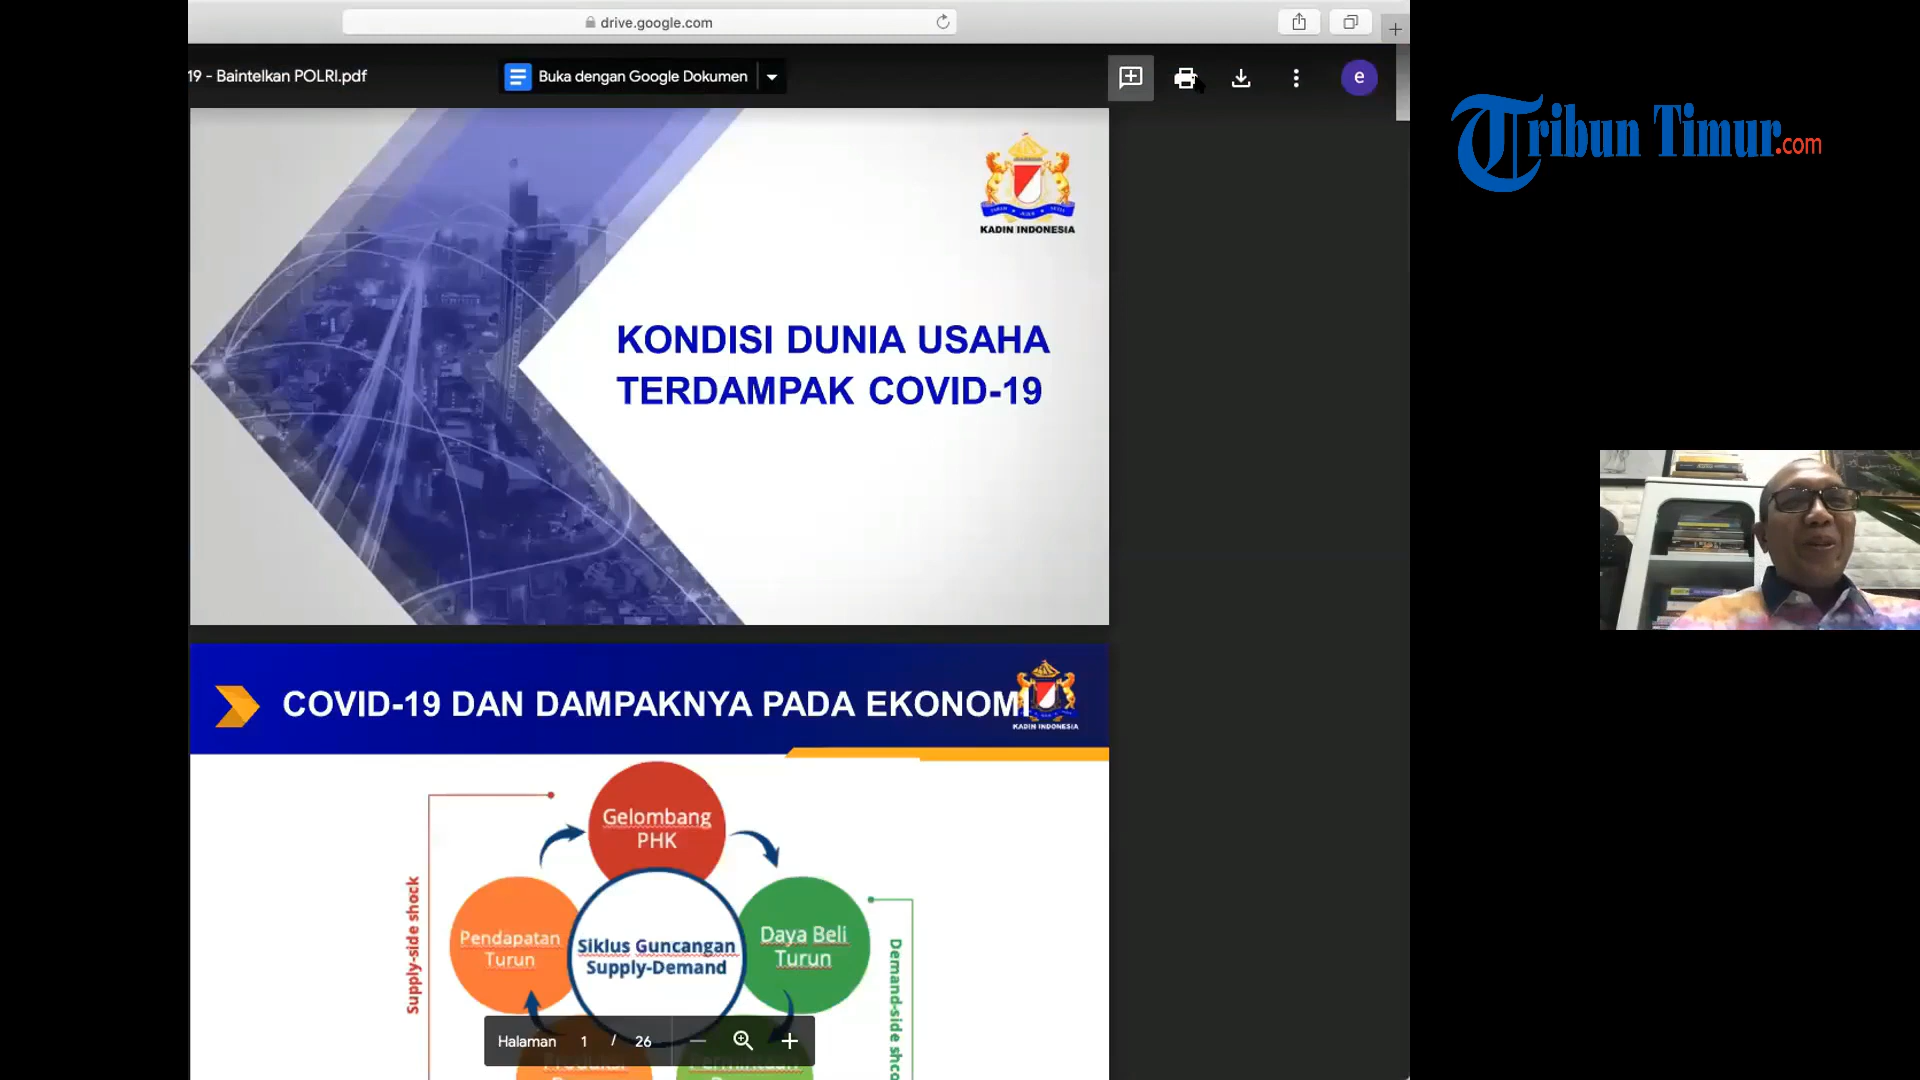 drive.google.com
19 - Baintelkan POLRI.pdf
Buka dengan Google Dokumen
e
Tribun Timur.com
KADIN INDONESIA
KONDISI DUNIA USAHA
TERDAMPAK COVID-19
COVID-19 DAN DAMPAKNYA PADA EKONOMI
KADIN INDONESIA
Gelombang
PHK
Supply-side shock
Pendapatan
Turun
Siklus Guncangan
Supply-Demand
Daya Beli
Turun
Demand-side shoc
Halaman 1 / 26